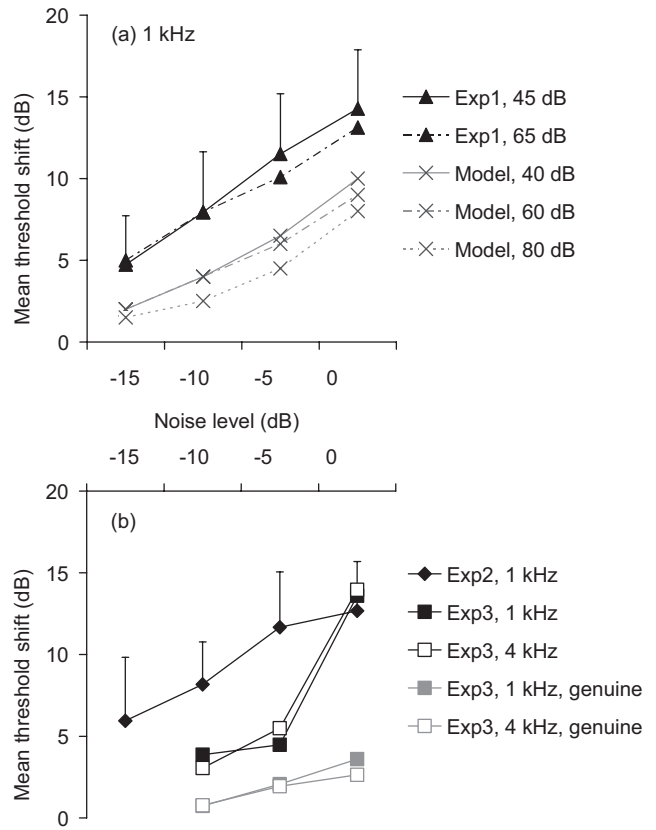 20
(a) 1 kHz
15
10
5
0
Mean threshold shift (dB)
-15 -10 -5 0
Noise level (dB)
Exp1, 45 dB
Exp1, 65 dB
Model, 40 dB
Model, 60 dB
Model, 80 dB
-15 -10 -5 0
20
(b)
15
10
5
0
Mean threshold shift (dB)
Exp2, 1 kHz
Exp3, 1 kHz
Exp3, 4 kHz
Exp3, 1 kHz, genuine
Exp3, 4 kHz, genuine